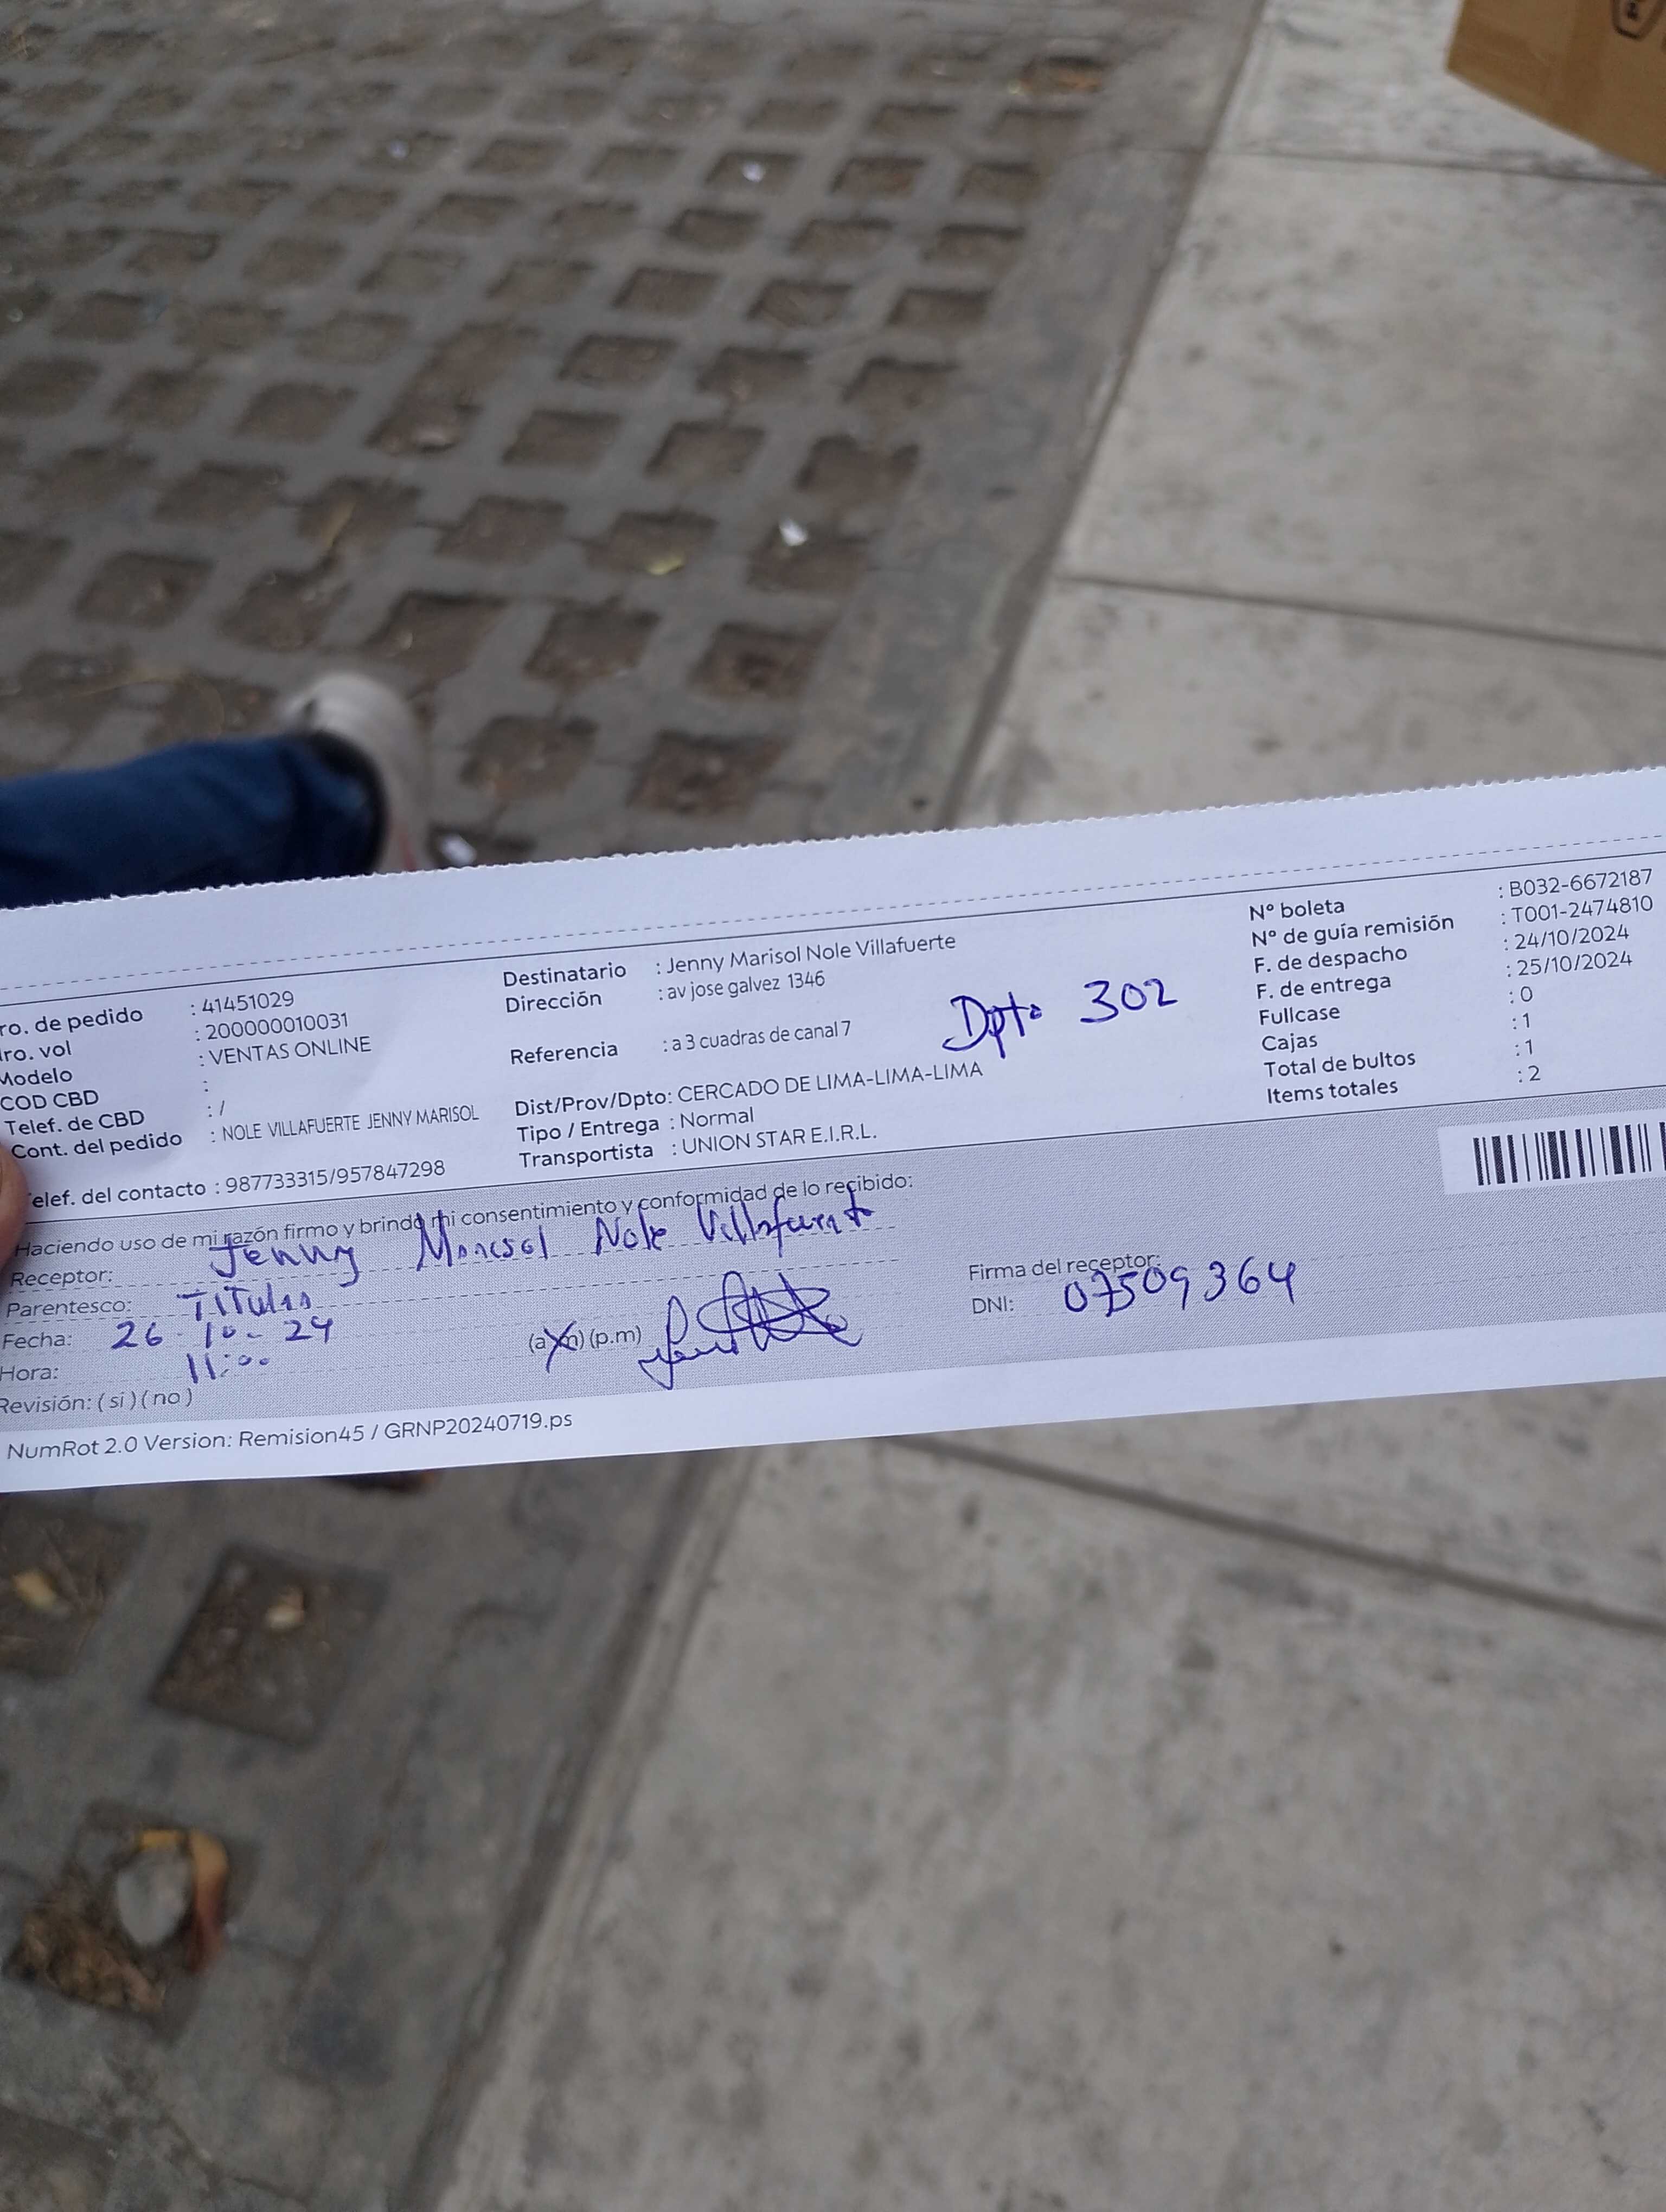 ro. de pedido : 41451029
ro. vol : 200000010031
Modelo : VENTAS ONLINE
COD CBD :
Telef. de CBD : /
Cont. del pedido : NOLE VILLAFUERTE JENNY MARISOL
elef. del contacto : 987733315/957847298
Destinatario : Jenny Marisol Nole Villafuerte
Dirección : av jose galvez 1346
Referencia : a 3 cuadras de canal 7
Dpto 302
Dist/Prov/Dpto: CERCADO DE LIMA-LIMA-LIMA
Tipo / Entrega : Normal
Transportista : UNION STAR E.I.R.L.
Nº boleta : B032-6672187
Nº de guía remisión : T001-2474810
F. de despacho : 24/10/2024
F. de entrega : 25/10/2024
Fullcase : 0
Cajas : 1
Total de bultos : 1
Items totales : 2
Haciendo uso de mi razón firmo y brindo mi consentimiento y conformidad de lo recibido:
Receptor: Jenny Marisol Nole Villafuerte
Parentesco: Titular
Fecha: 26-10-24
Hora: 11:00 (a.m) (p.m)
Firma del receptor:
DNI: 07509364
Revisión: ( si ) ( no )
NumRot 2.0 Version: Remision45 / GRNP20240719.ps